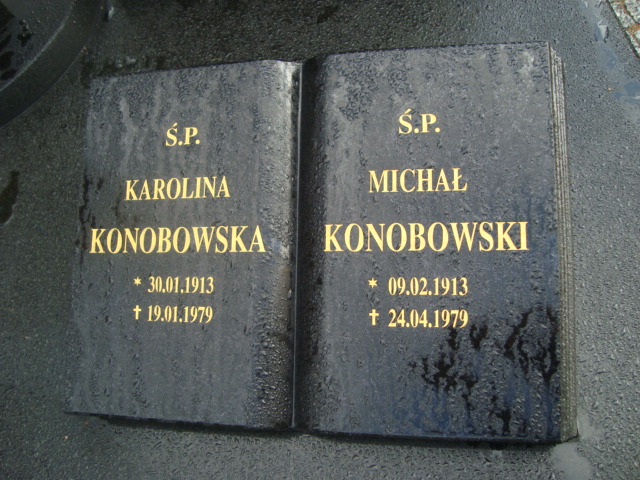 Ś.P.
KAROLINA
KONOBOWSKA
* 30.01.1913
✝ 19.01.1979
Ś.P.
MICHAŁ
KONOBOWSKI
* 09.02.1913
✝ 24.04.1979